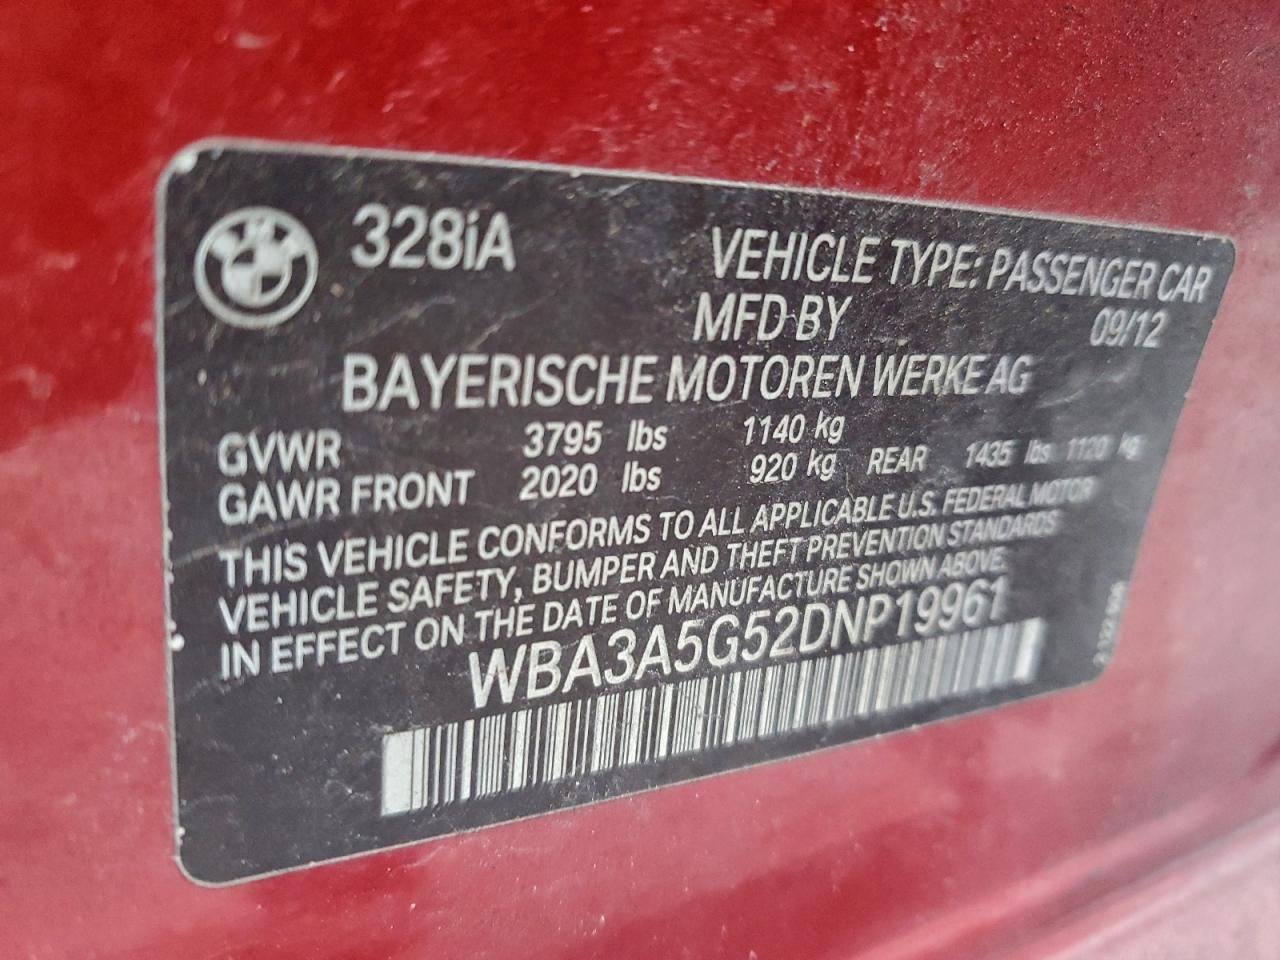 328iA
VEHICLE TYPE: PASSENGER CAR
MFD BY 09/12
BAYERISCHE MOTOREN WERKE AG
GVWR 3795 lbs 1140 kg
GAWR FRONT 2020 lbs 920 kg REAR 1435 lbs 1120 kg
THIS VEHICLE CONFORMS TO ALL APPLICABLE U.S. FEDERAL MOTOR
VEHICLE SAFETY, BUMPER AND THEFT PREVENTION STANDARDS
IN EFFECT ON THE DATE OF MANUFACTURE SHOWN ABOVE.
WBA3A5G52DNP19961